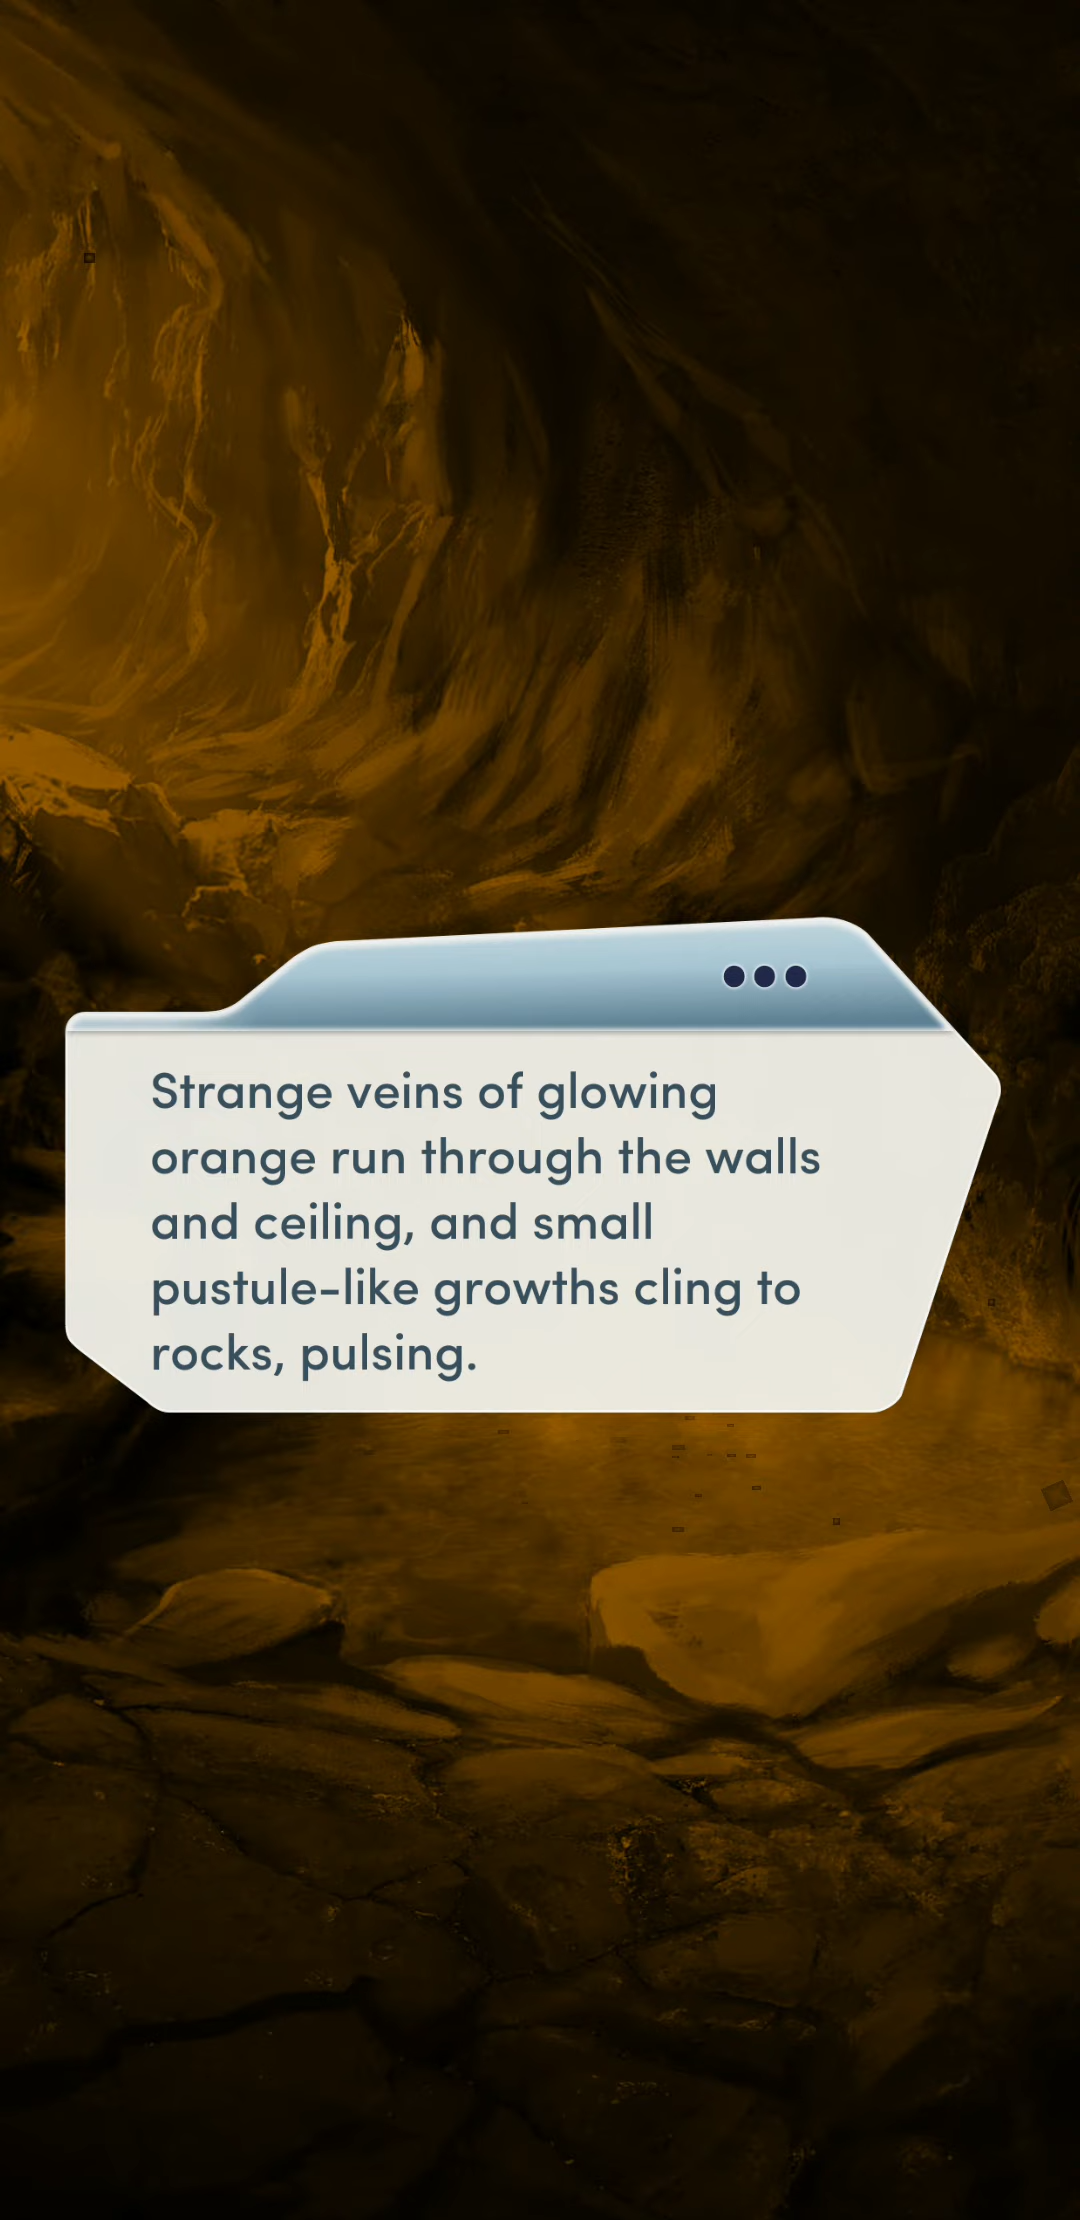 Strange veins of glowing
orange run through the walls
and ceiling, and small
pustule-like growths cling to
rocks, pulsing.